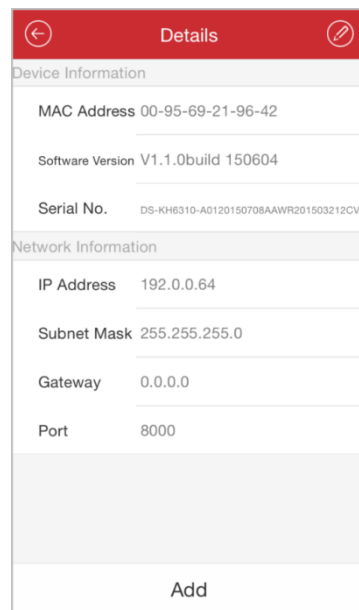 Details
Device Information
MAC Address 00-95-69-21-96-42
Software Version V1.1.0build 150604
Serial No. DS-KH6310-A0120150708AAWR201503212CV
Network Information
IP Address 192.0.0.64
Subnet Mask 255.255.255.0
Gateway 0.0.0.0
Port 8000
Add